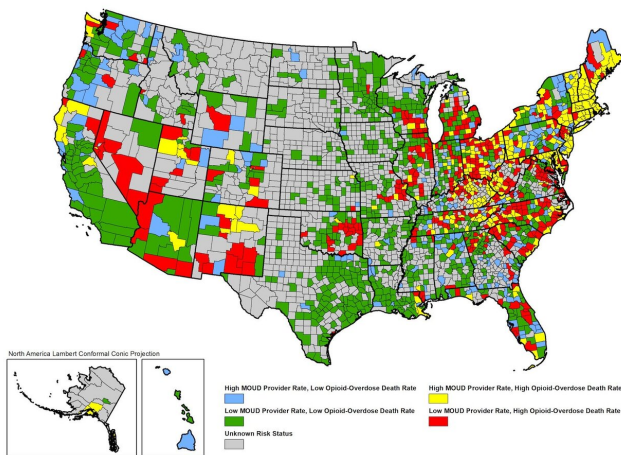 North America Lambert Conformal Conic Projection
High MOUD Provider Rate, Low Opioid-Overdose Death Rate
High MOUD Provider Rate, High Opioid-Overdose Death Rate
Low MOUD Provider Rate, Low Opioid-Overdose Death Rate
Low MOUD Provider Rate, High Opioid-Overdose Death Rate
Unknown Risk Status